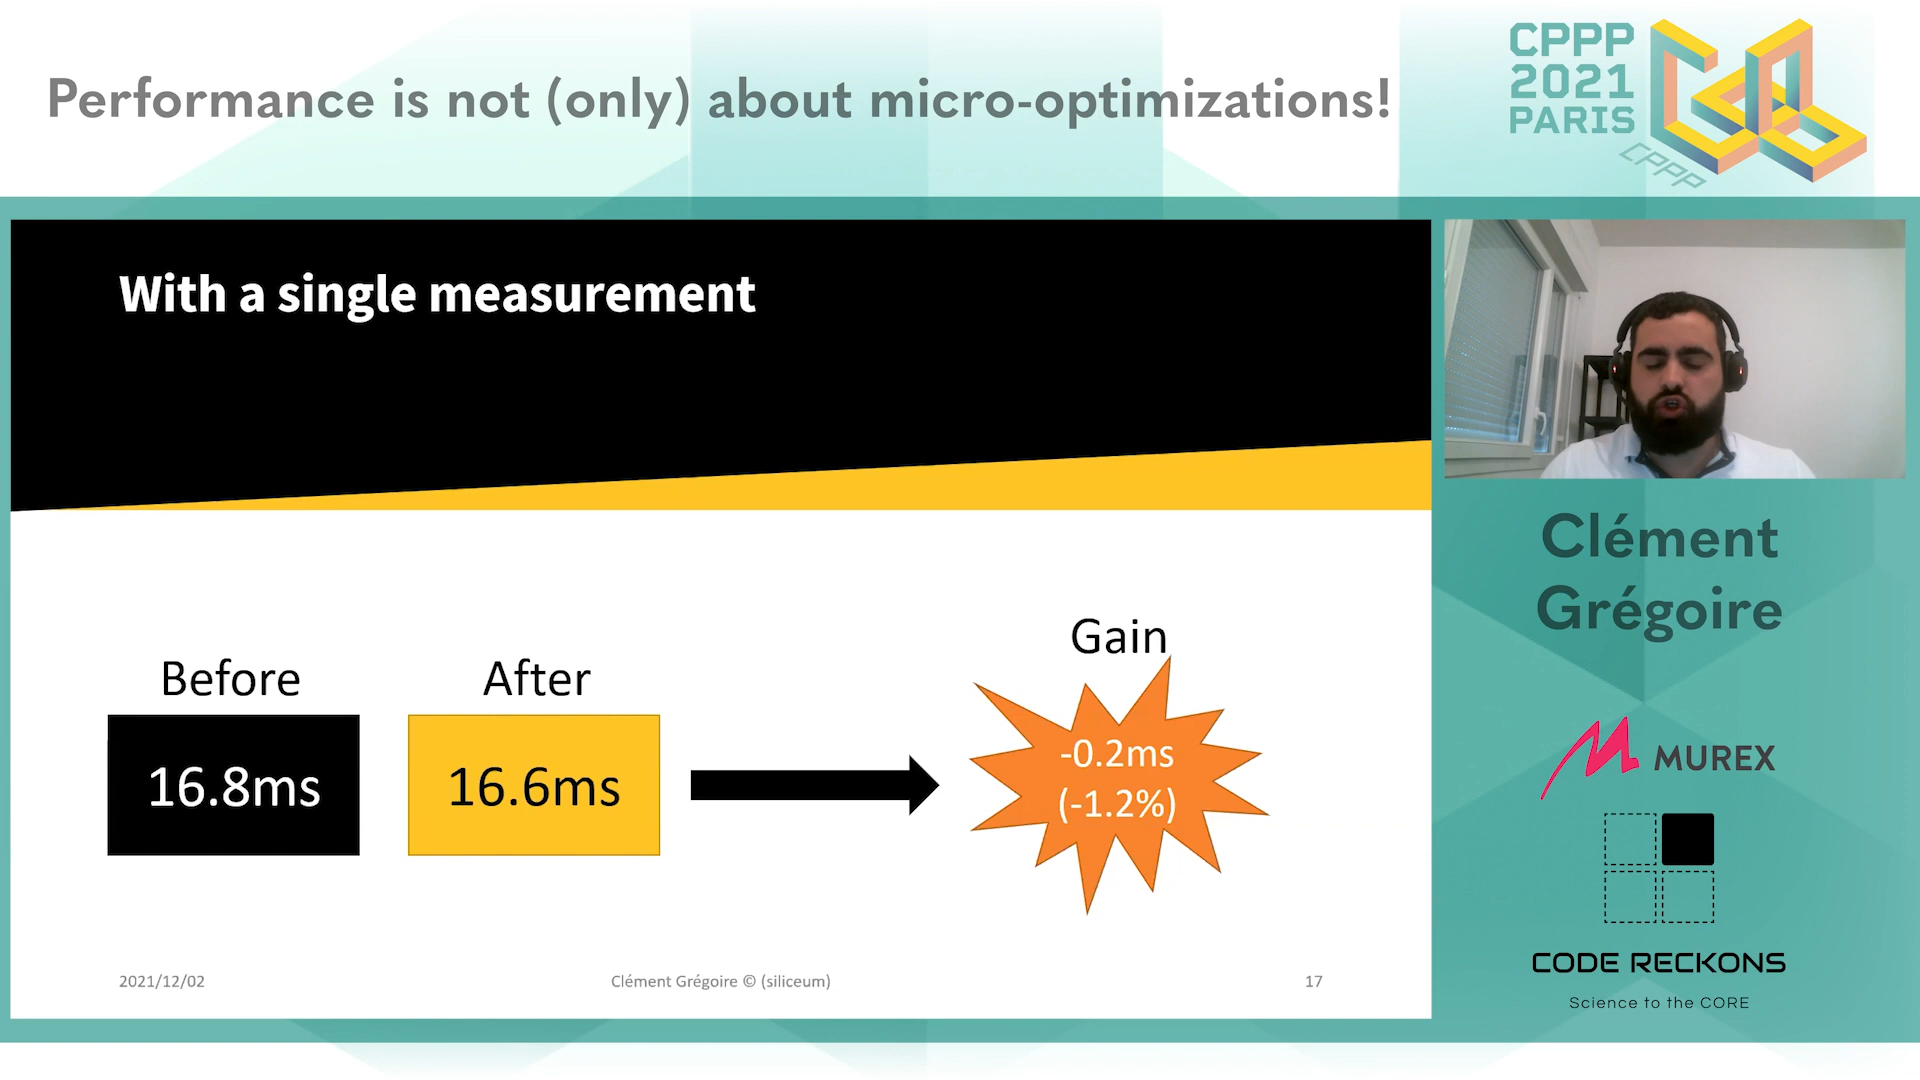 Performance is not (only) about micro-optimizations!
CPPP
2021
PARIS
CPPP
With a single measurement
Before
After
Gain
16.8ms
16.6ms
-0.2ms
(-1.2%)
2021/12/02
Clément Grégoire © (siliceum)
17
Clément
Grégoire
MUREX
CODE RECKONS
Science to the CORE